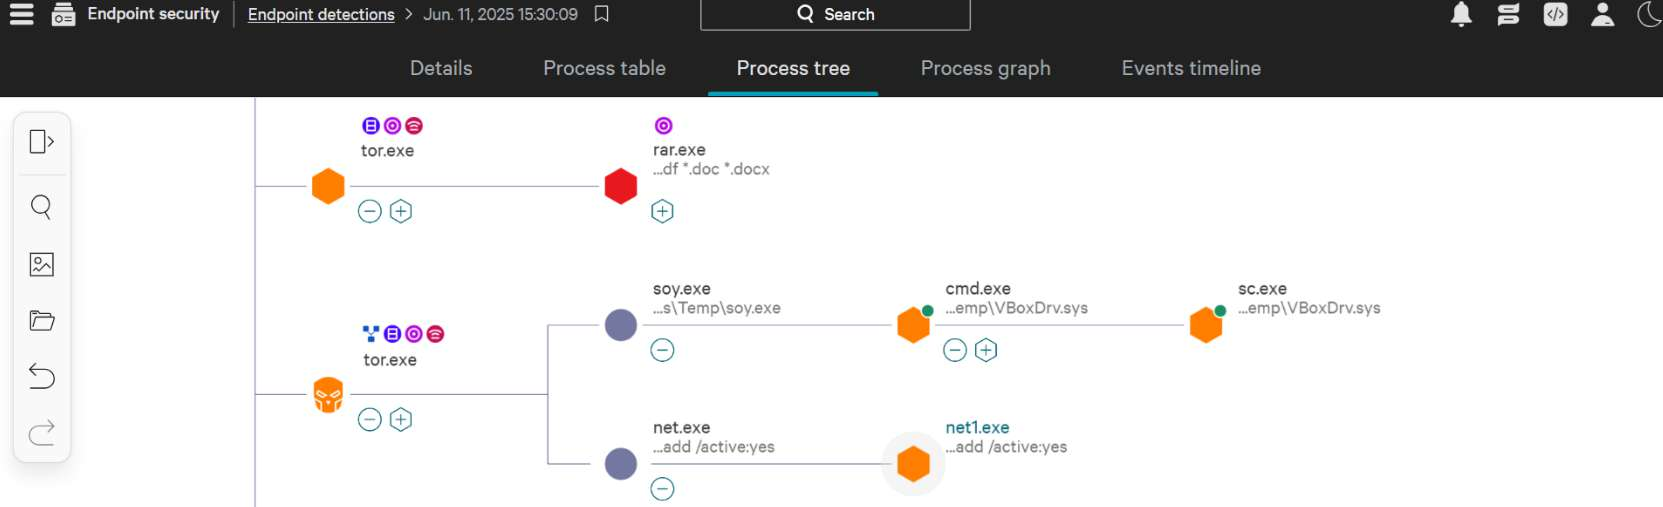 Endpoint security
Endpoint detections > Jun. 11, 2025 15:30:09
Search
Details
Process table
Process tree
Process graph
Events timeline
tor.exe
rar.exe
...df *.doc *.docx
soy.exe
...s\Temp\soy.exe
cmd.exe
...emp\VBoxDrv.sys
sc.exe
...emp\VBoxDrv.sys
tor.exe
net.exe
...add /active:yes
net1.exe
...add /active:yes